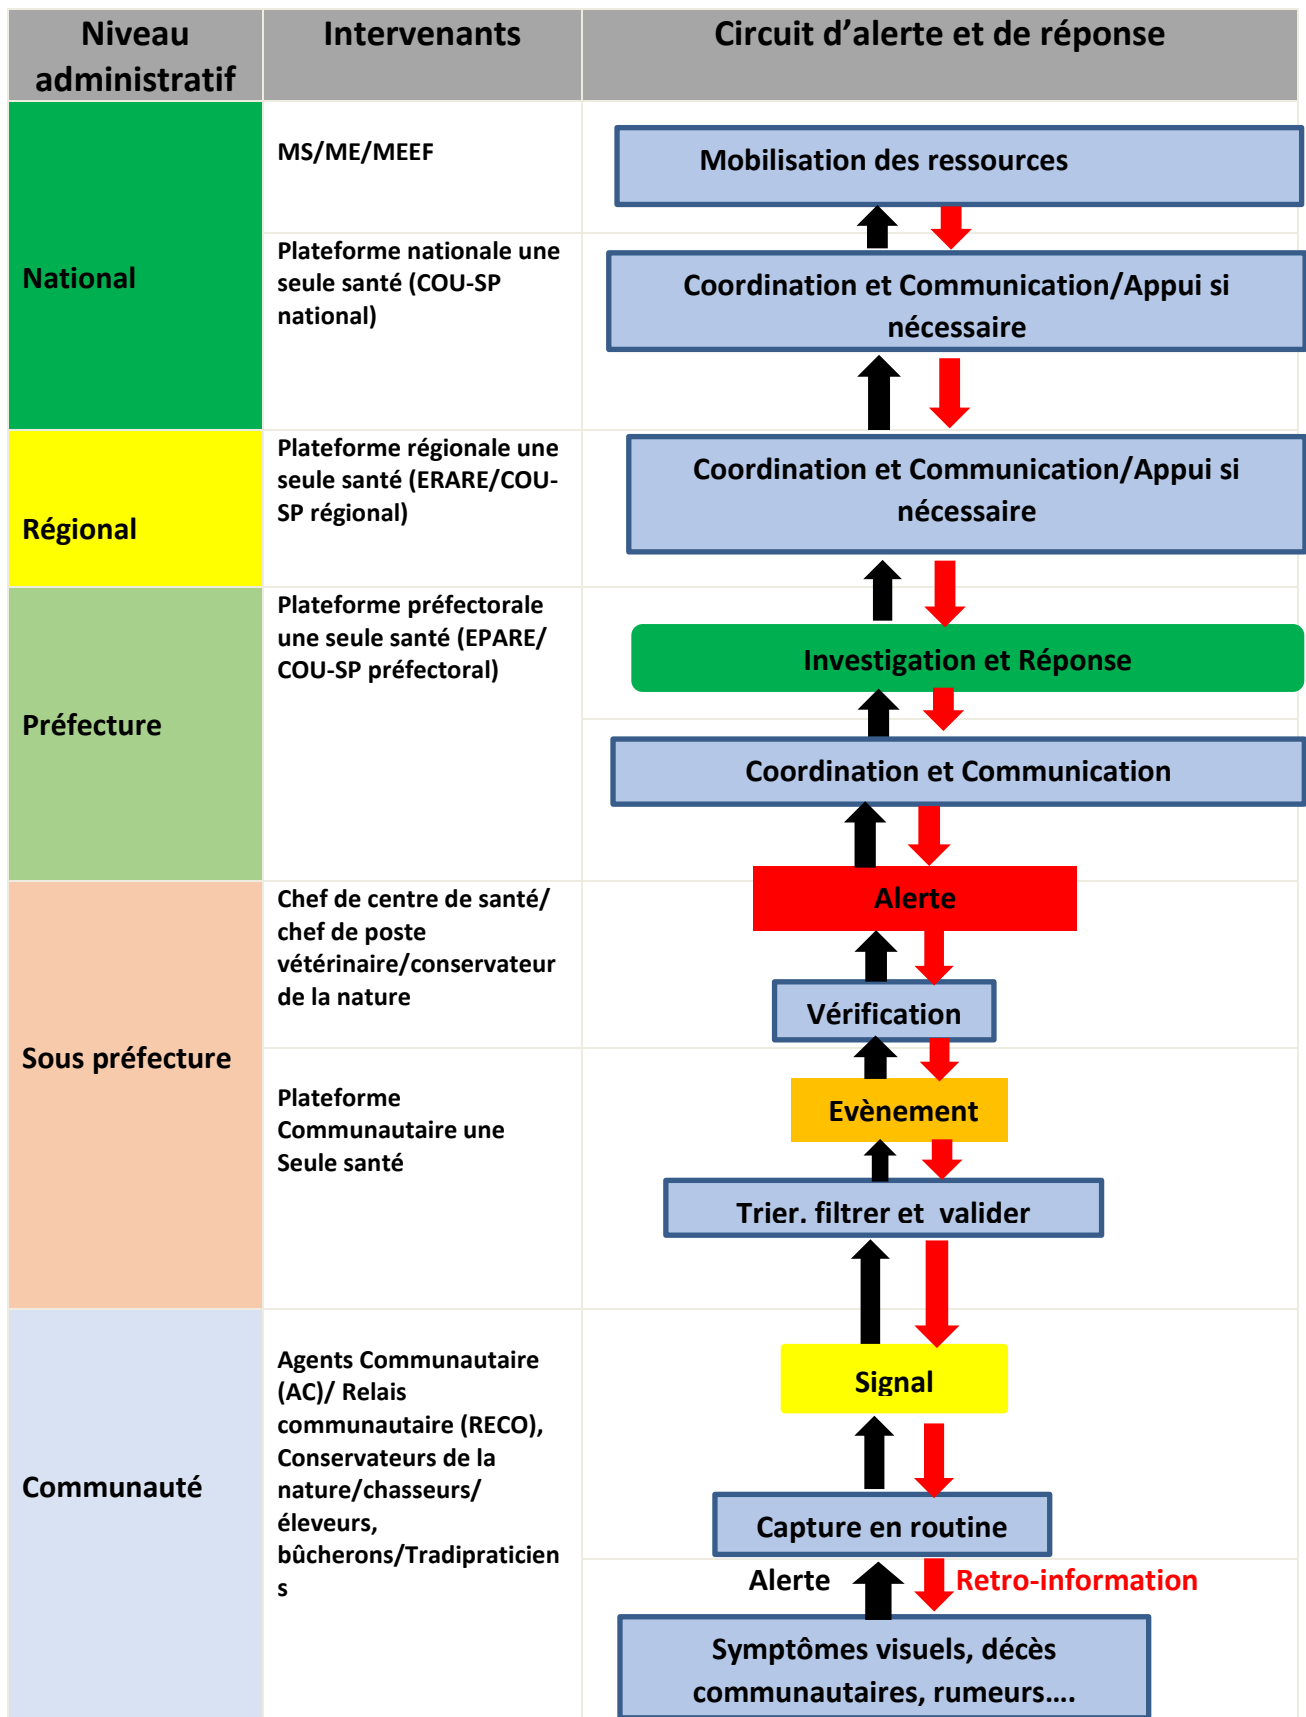 Niveau
administratif
Intervenants
Circuit d’alerte et de réponse
National
MS/ME/MEEF
Mobilisation des ressources
Plateforme nationale une
seule santé (COU-SP
national)
Coordination et Communication/Appui si
nécessaire
Régional
Plateforme régionale une
seule santé (ERARE/COU-
SP régional)
Coordination et Communication/Appui si
nécessaire
Préfecture
Plateforme préfectorale
une seule santé (EPARE/
COU-SP préfectoral)
Investigation et Réponse
Coordination et Communication
Sous préfecture
Chef de centre de santé/
chef de poste
vétérinaire/conservateur
de la nature
Alerte
Vérification
Plateforme
Communautaire une
Seule santé
Evènement
Trier, filtrer et valider
Communauté
Agents Communautaire
(AC)/ Relais
communautaire (RECO),
Conservateurs de la
nature/chasseurs/
éleveurs,
bûcherons/Tradipraticien
s
Signal
Capture en routine
Alerte
Retro-information
Symptômes visuels, décès
communautaires, rumeurs….